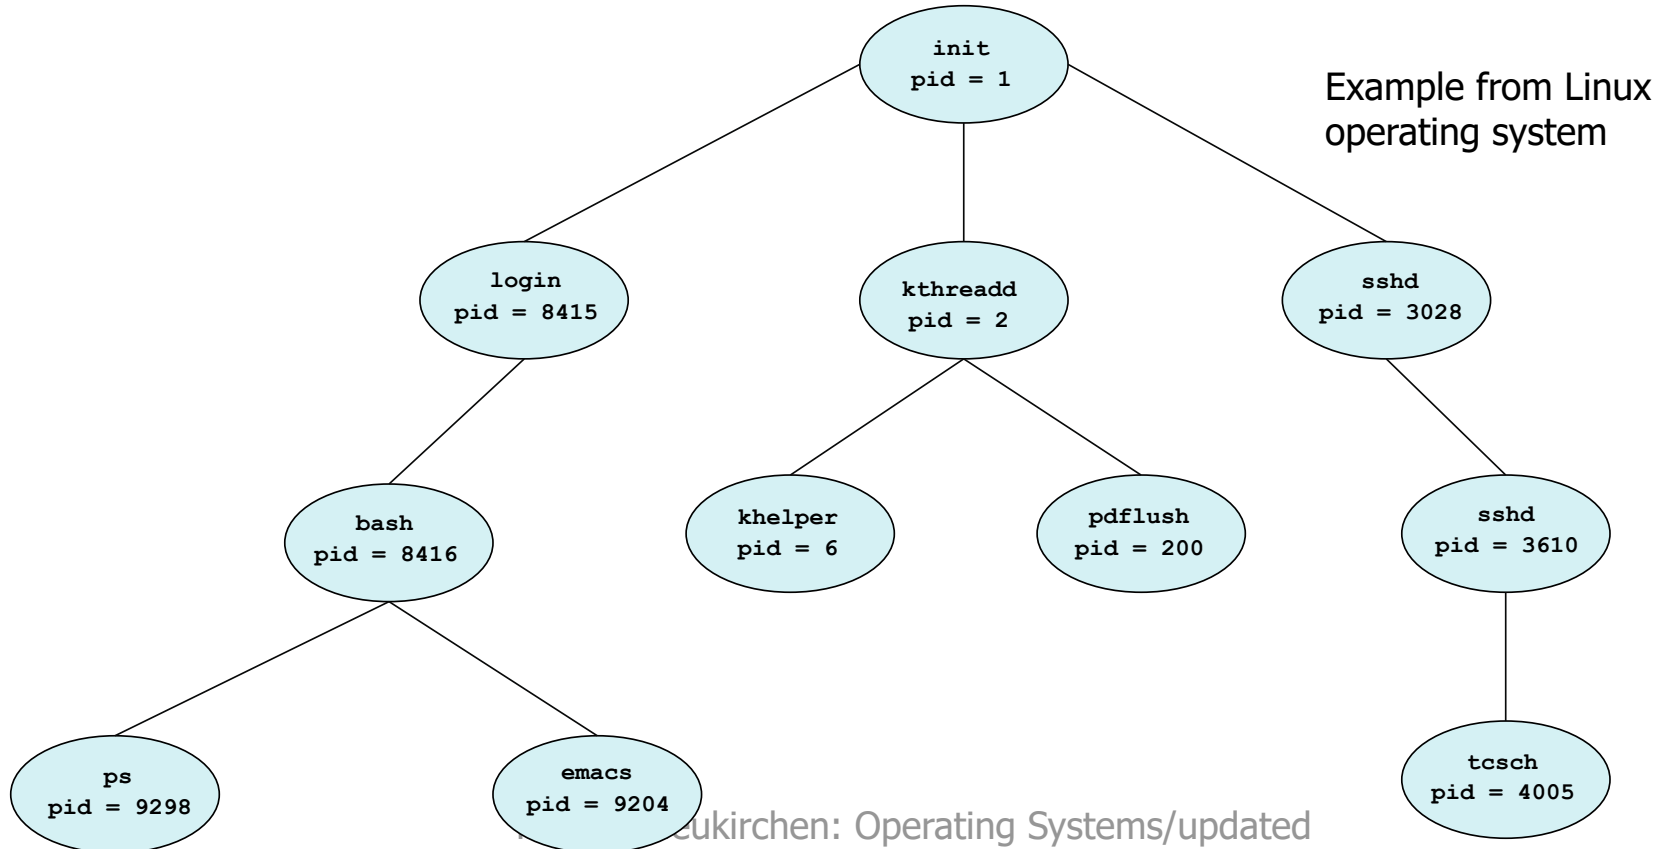 init
pid = 1
Example from Linux
operating system
login
pid = 8415
kthreadd
pid = 2
sshd
pid = 3028
bash
pid = 8416
khelper
pid = 6
pdflush
pid = 200
sshd
pid = 3610
ps
pid = 9298
emacs
pid = 9204
tcsch
pid = 4005
Operating Systems/updated